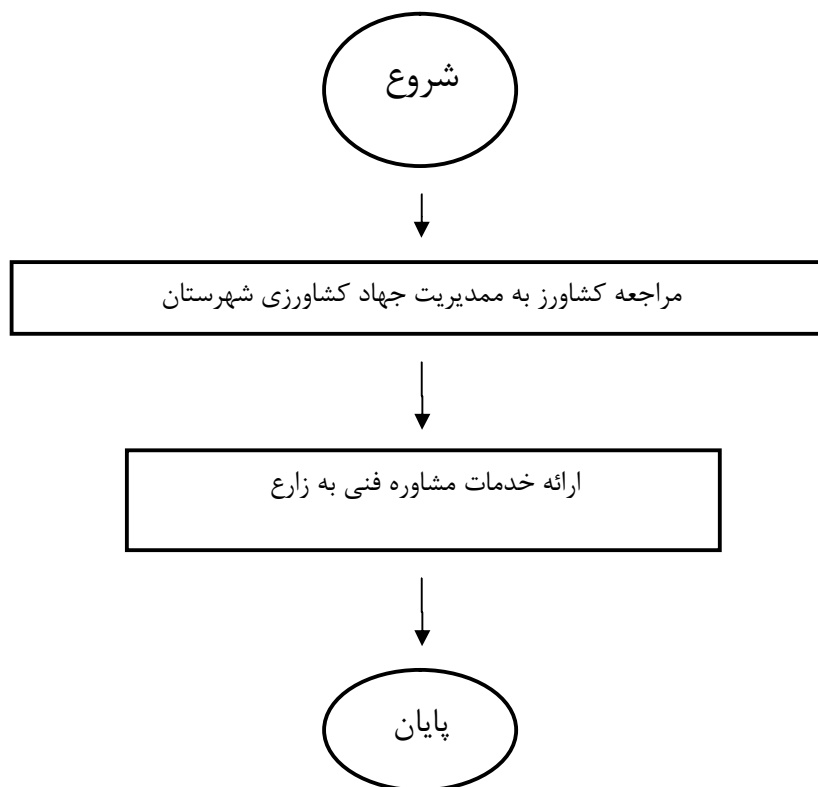 شروع
مراجعه کشاورز به ممدیریت جهاد کشاورزی شهرستان
ارائه خدمات مشاوره فنی به زارع
پایان